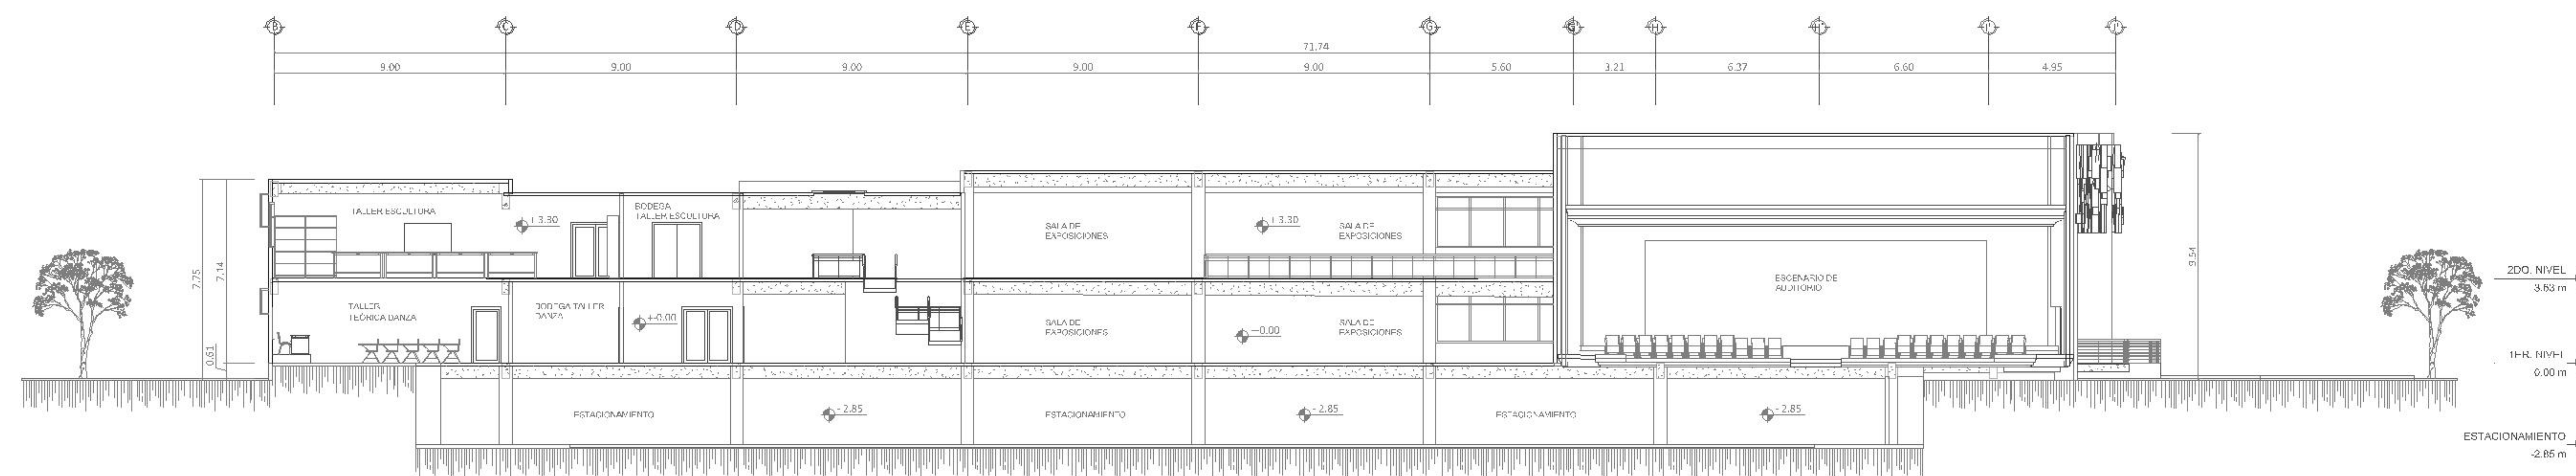 B C D E F G G' H H' I' J'
71.74
9.00 9.00 9.00 9.00 9.00 5.60 3.21 6.37 6.60 4.95
TALLER ESCULTURA
+3.30
BODEGA
TALLER ESCULTURA
SALA DE
EXPOSICIONES
+3.30
SALA DE
EXPOSICIONES
7.75
7.14
0.61
ESCENARIO DE
AUDITORIO
9.54
2DO. NIVEL
3.63 m
TALLER
TEÓRICA DANZA
BODEGA TALLER
DANZA
+-0.00
SALA DE
EXPOSICIONES
-0.00
SALA DE
EXPOSICIONES
1ER. NIVEL
0.00 m
ESTACIONAMIENTO
-2.85
ESTACIONAMIENTO
-2.85
ESTACIONAMIENTO
-2.85
ESTACIONAMIENTO
-2.85 m